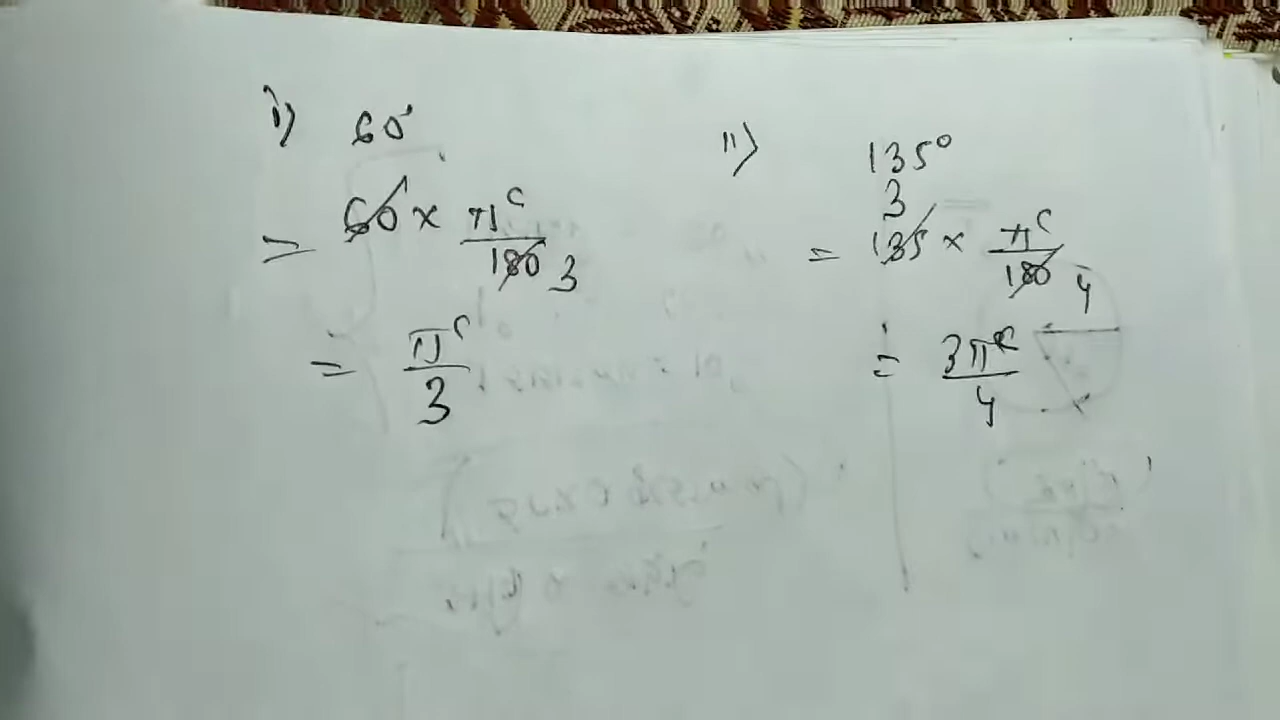 i) 60°
= 60 × π^c/180 3
= π^c/3
ii) 135°
3
= 135 × π^c/180 4
= 3π^c/4